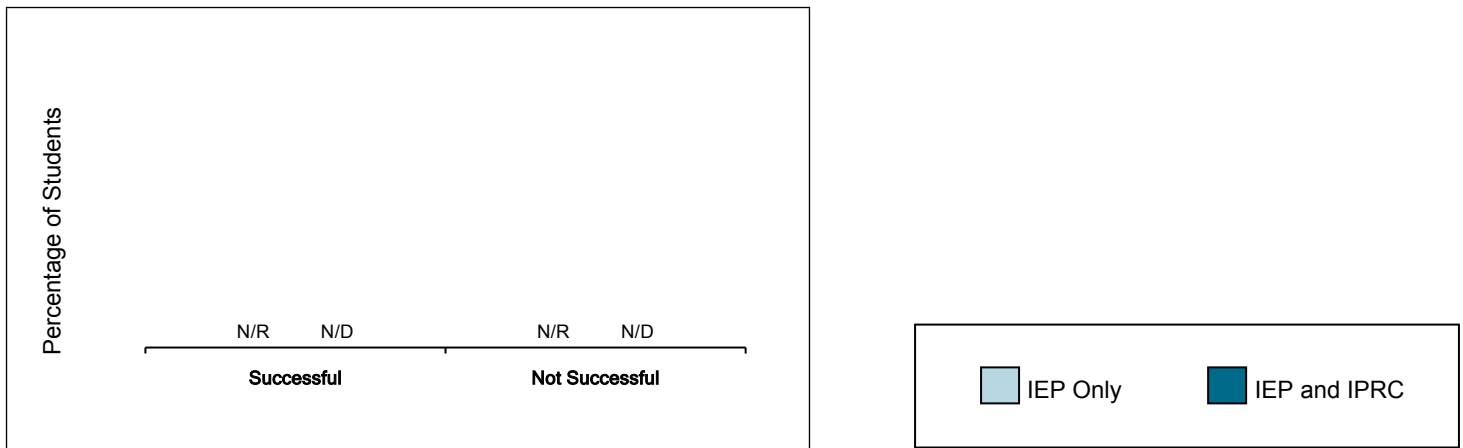 Percentage of Students
N/R N/D N/R N/D
Successful Not Successful
IEP Only IEP and IPRC